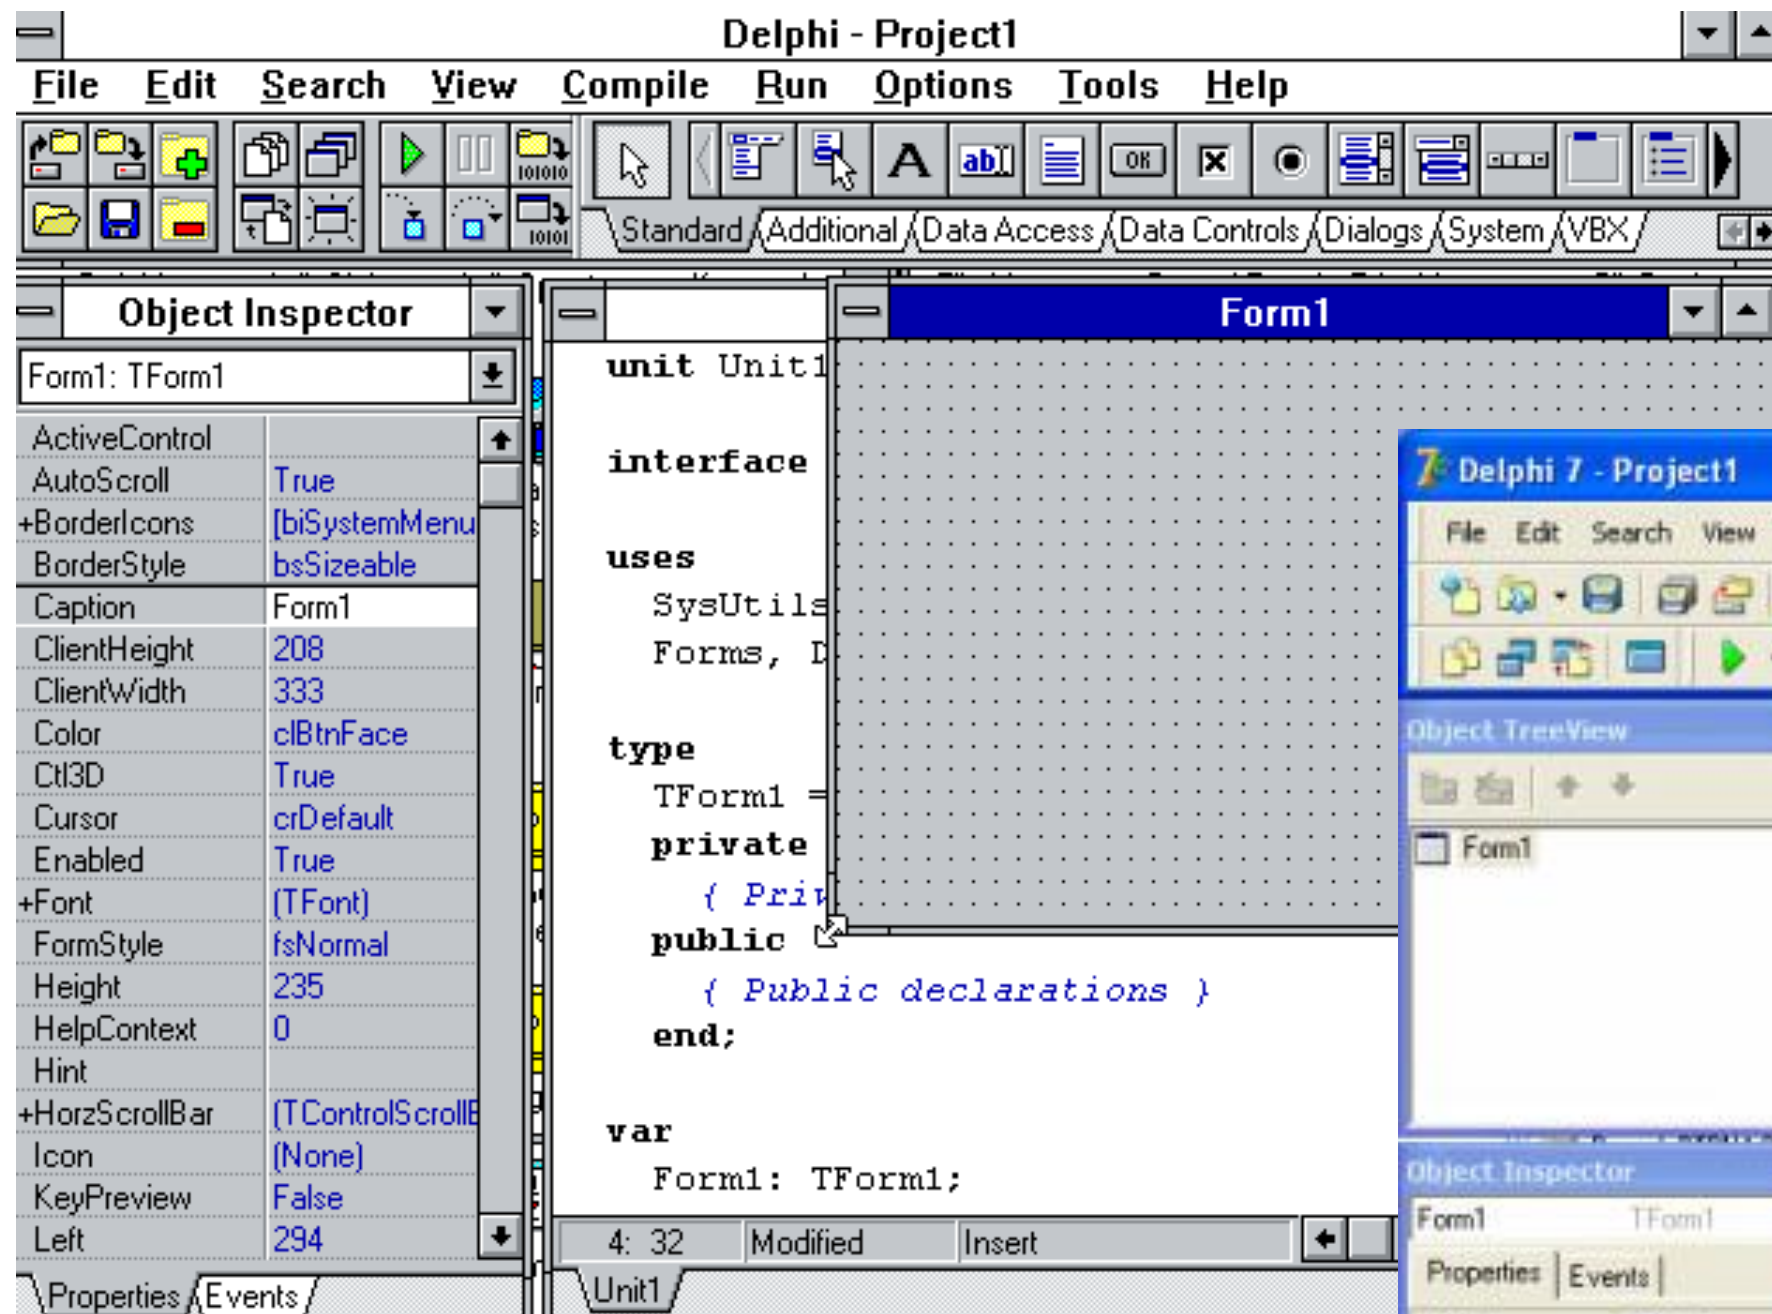 Delphi - Project1
File Edit Search View Compile Run Options Tools Help
OK
Standard Additional Data Access Data Controls Dialogs System VBX
Object Inspector
Form1: TForm1
ActiveControl
AutoScroll True
+BorderIcons [biSystemMenu
BorderStyle bsSizeable
Caption Form1
ClientHeight 208
ClientWidth 333
Color clBtnFace
Ctl3D True
Cursor crDefault
Enabled True
+Font (TFont)
FormStyle fsNormal
Height 235
HelpContext 0
Hint
+HorzScrollBar (TControlScrollB
Icon (None)
KeyPreview False
Left 294
Properties Events
unit Unit1
interface
uses
SysUtils
Forms, D
type
TForm1 =
private
{ Priv
public
{ Public declarations }
end;
var
Form1: TForm1;
4: 32 Modified Insert
Unit1
Form1
Delphi 7 - Project1
File Edit Search View
Object TreeView
Form1
Object Inspector
Form1 TForm1
Properties Events